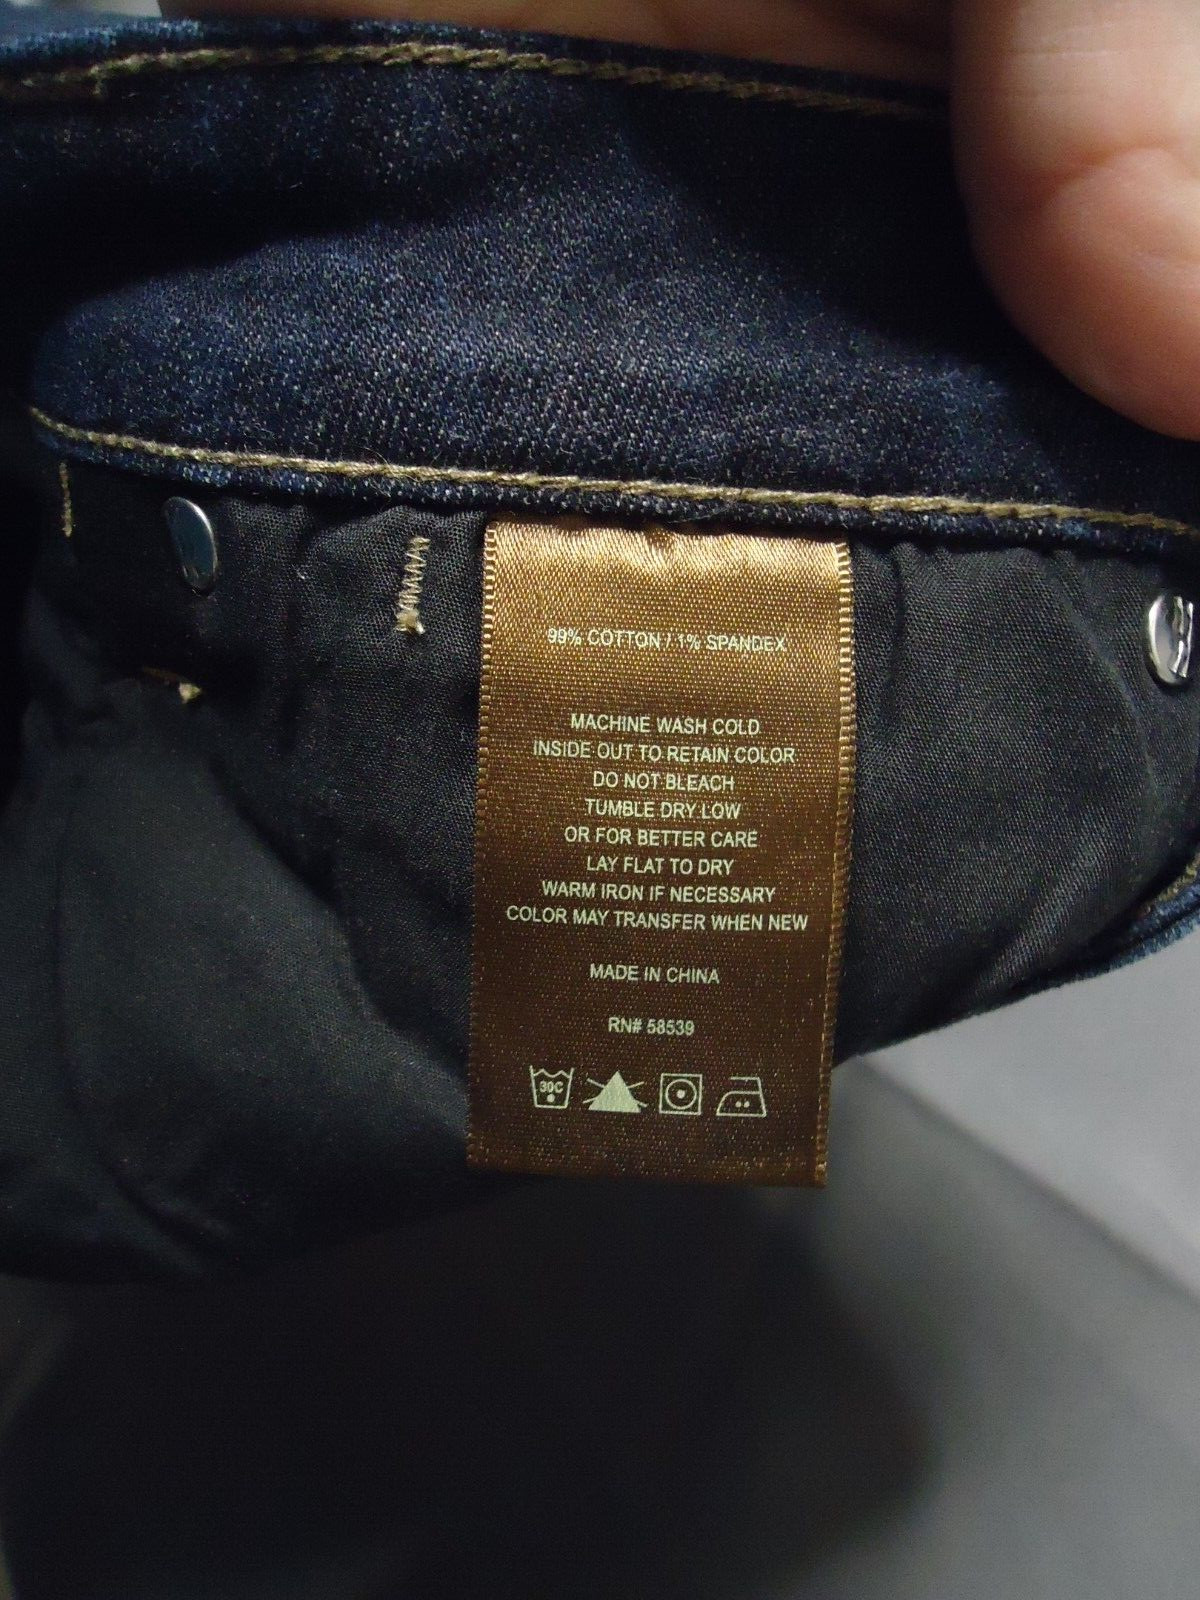 99% COTTON / 1% SPANDEX
MACHINE WASH COLD
INSIDE OUT TO RETAIN COLOR
DO NOT BLEACH
TUMBLE DRY LOW
OR FOR BETTER CARE
LAY FLAT TO DRY
WARM IRON IF NECESSARY
COLOR MAY TRANSFER WHEN NEW
MADE IN CHINA
RN# 58539
30C